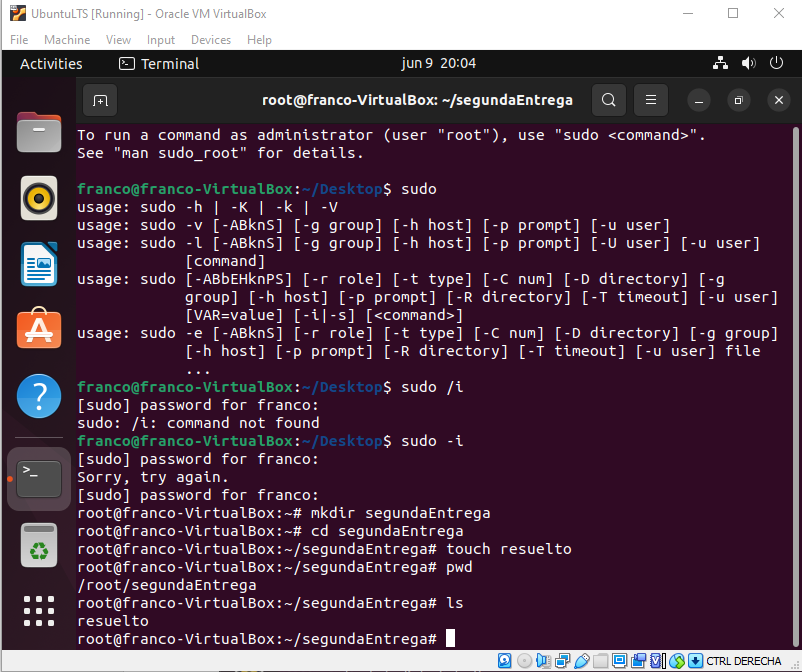 UbuntuLTS [Running] - Oracle VM VirtualBox
File Machine View Input Devices Help
Activities Terminal jun 9 20:04
root@franco-VirtualBox: ~/segundaEntrega
To run a command as administrator (user "root"), use "sudo <command>".
See "man sudo_root" for details.
franco@franco-VirtualBox:~/Desktop$ sudo
usage: sudo -h | -K | -k | -V
usage: sudo -v [-ABknS] [-g group] [-h host] [-p prompt] [-u user]
usage: sudo -l [-ABknS] [-g group] [-h host] [-p prompt] [-U user] [-u user]
[command]
usage: sudo [-ABbEHknPS] [-r role] [-t type] [-C num] [-D directory] [-g
group] [-h host] [-p prompt] [-R directory] [-T timeout] [-u user]
[VAR=value] [-i|-s] [<command>]
usage: sudo -e [-ABknS] [-r role] [-t type] [-C num] [-D directory] [-g group]
[-h host] [-p prompt] [-R directory] [-T timeout] [-u user] file
...
franco@franco-VirtualBox:~/Desktop$ sudo /i
[sudo] password for franco:
sudo: /i: command not found
franco@franco-VirtualBox:~/Desktop$ sudo -i
[sudo] password for franco:
Sorry, try again.
[sudo] password for franco:
root@franco-VirtualBox:~# mkdir segundaEntrega
root@franco-VirtualBox:~# cd segundaEntrega
root@franco-VirtualBox:~/segundaEntrega# touch resuelto
root@franco-VirtualBox:~/segundaEntrega# pwd
/root/segundaEntrega
root@franco-VirtualBox:~/segundaEntrega# ls
resuelto
root@franco-VirtualBox:~/segundaEntrega#
CTRL DERECHA